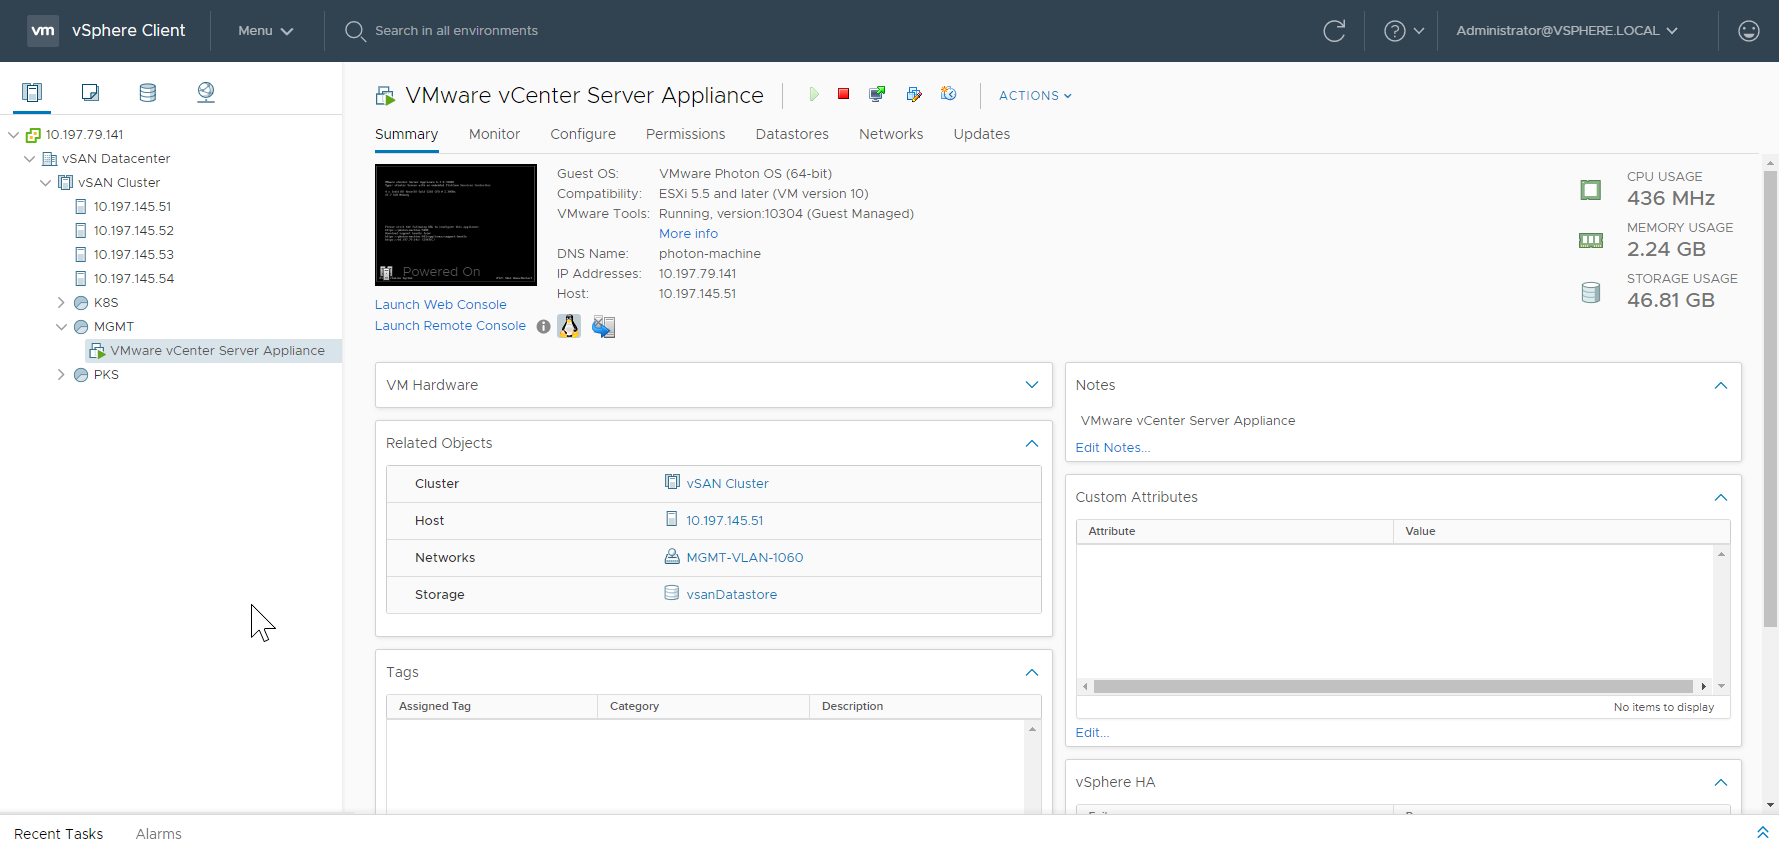 vm vSphere Client Menu Search in all environments ? Administrator@VSPHERE.LOCAL
10.197.79.141
vSAN Datacenter
vSAN Cluster
10.197.145.51
10.197.145.52
10.197.145.53
10.197.145.54
K8S
MGMT
VMware vCenter Server Appliance
PKS
VMware vCenter Server Appliance ACTIONS
Summary Monitor Configure Permissions Datastores Networks Updates
Powered On
Launch Web Console
Launch Remote Console
Guest OS: VMware Photon OS (64-bit)
Compatibility: ESXi 5.5 and later (VM version 10)
VMware Tools: Running, version:10304 (Guest Managed)
More info
DNS Name: photon-machine
IP Addresses: 10.197.79.141
Host: 10.197.145.51
CPU USAGE
436 MHz
MEMORY USAGE
2.24 GB
STORAGE USAGE
46.81 GB
VM Hardware
Related Objects
Cluster vSAN Cluster
Host 10.197.145.51
Networks MGMT-VLAN-1060
Storage vsanDatastore
Tags
Assigned Tag Category Description
Notes
VMware vCenter Server Appliance
Edit Notes...
Custom Attributes
Attribute Value
No items to display
Edit...
vSphere HA
Recent Tasks Alarms